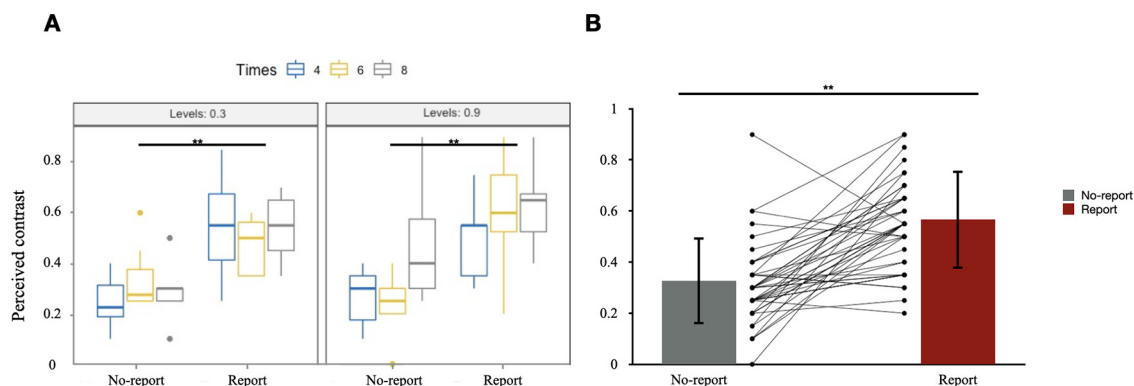 A
B
Times 4 6 8
Levels: 0.3
Levels: 0.9
**
**
Perceived contrast
0.8
0.6
0.4
0.2
0
No-report
Report
No-report
Report
**
1
0.8
0.6
0.4
0.2
0
No-report
Report
No-report
Report